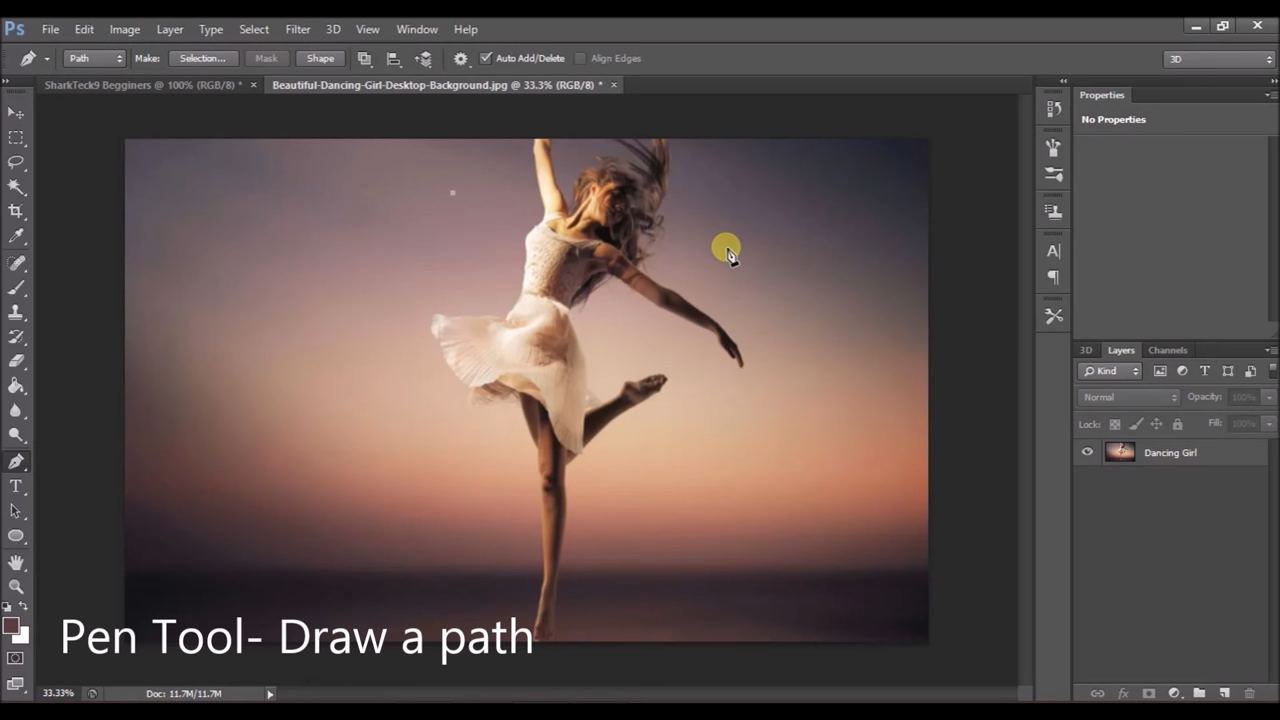 Ps File Edit Image Layer Type Select Filter 3D View Window Help
Path Make: Selection... Mask Shape Auto Add/Delete Align Edges 3D
SharkTeck9 Begginers @ 100% (RGB/8) * × Beautiful-Dancing-Girl-Desktop-Background.jpg @ 33.3% (RGB/8) * ×
Properties
No Properties
3D Layers Channels
Kind
Normal Opacity: 100%
Lock: Fill: 100%
Dancing Girl
Pen Tool- Draw a path
33.33% Doc: 11.7M/11.7M